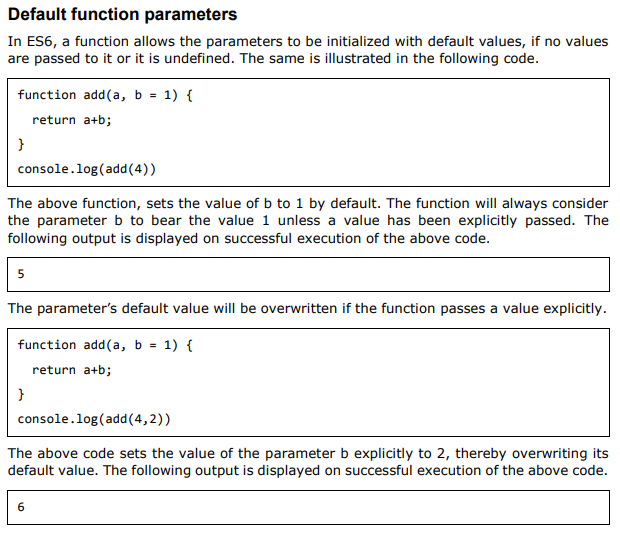 Default function parameters
In ES6, a function allows the parameters to be initialized with default values, if no values
are passed to it or it is undefined. The same is illustrated in the following code.
function add(a, b = 1) {
return a+b;
}
console.log(add(4))
The above function, sets the value of b to 1 by default. The function will always consider
the parameter b to bear the value 1 unless a value has been explicitly passed. The
following output is displayed on successful execution of the above code.
5
The parameter’s default value will be overwritten if the function passes a value explicitly.
function add(a, b = 1) {
return a+b;
}
console.log(add(4,2))
The above code sets the value of the parameter b explicitly to 2, thereby overwriting its
default value. The following output is displayed on successful execution of the above code.
6